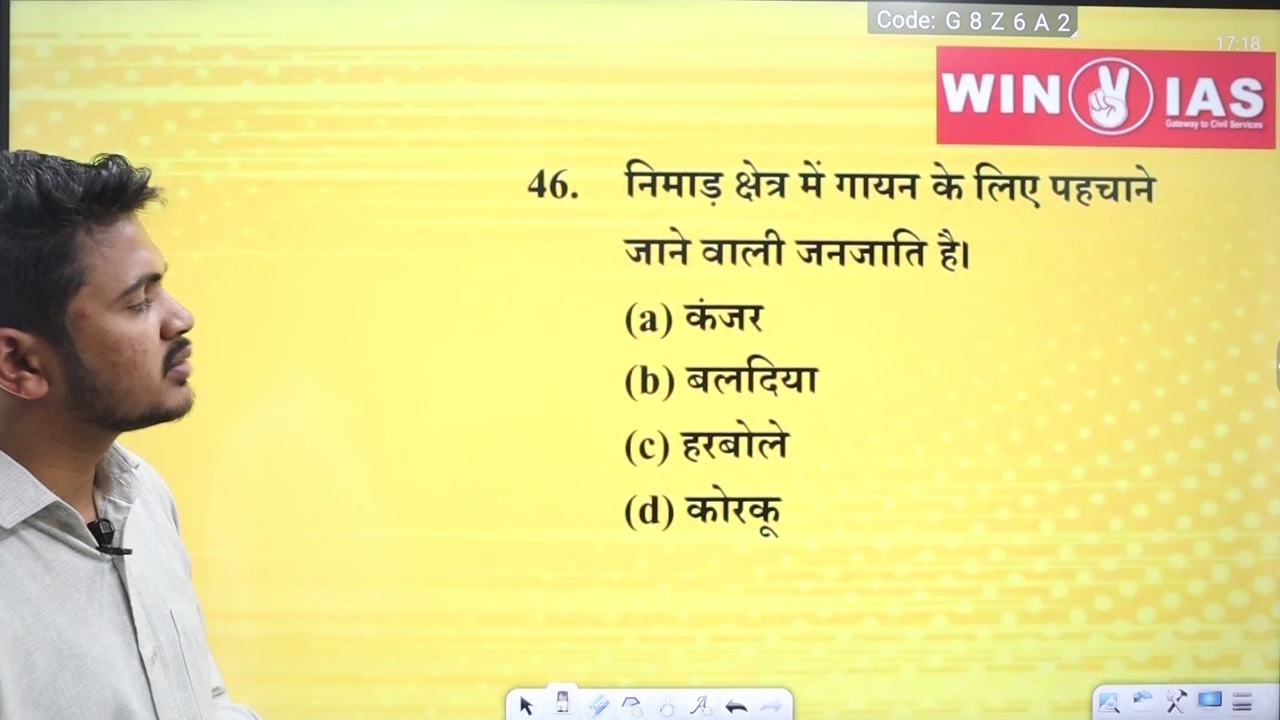 Code: G 8 Z 6 A 2
17:18
WIN IAS
Gateway to Civil Services
46. निमाड़ क्षेत्र में गायन के लिए पहचाने
जाने वाली जनजाति है।
(a) कंजर
(b) बलदिया
(c) हरबोले
(d) कोरकू